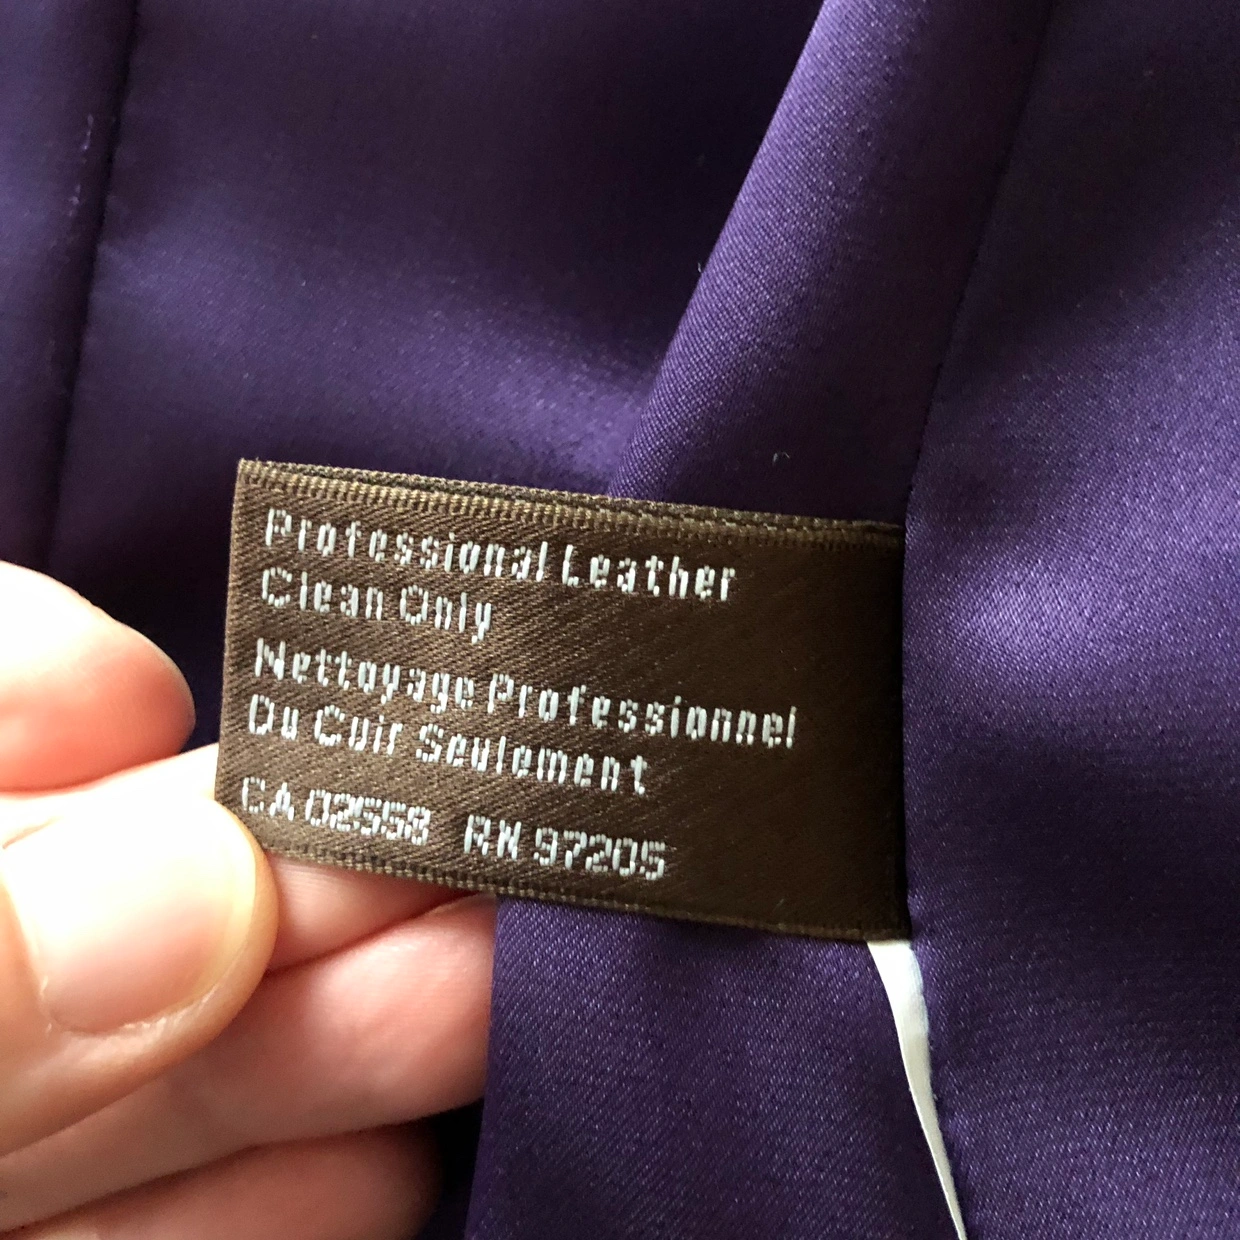 Professional Leather
Clean Only
Nettoyage Professionnel
Du Cuir Seulement
CA 02558 RN 97205